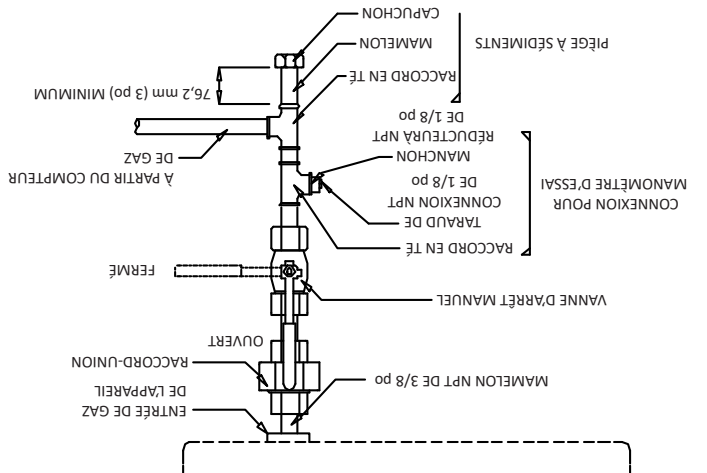 ENTRÉE DE GAZ
DE L'APPAREIL
MAMELON NPT DE 3/8 po
RACCORD-UNION
OUVERT
VANNE D'ARRÊT MANUEL
FERMÉ
RACCORD EN TÉ
TARAUD DE
CONNEXION NPT
DE 1/8 po
MANCHON
RÉDUCTEUR À NPT
DE 1/8 po
CONNEXION POUR
MANOMÈTRE D'ESSAI
À PARTIR DU COMPTEUR
DE GAZ
76,2 mm (3 po) MINIMUM
RACCORD EN TÉ
MAMELON
CAPUCHON
PIÈGE À SÉDIMENTS